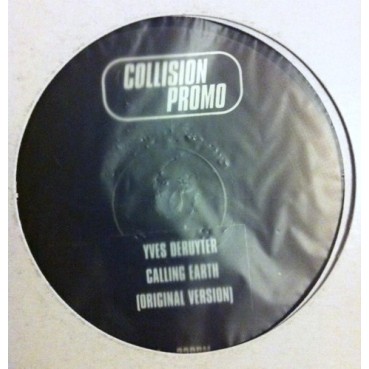 COLLISION
PROMO
YVES DERUYTER
CALLING EARTH
[ORIGINAL VERSION]